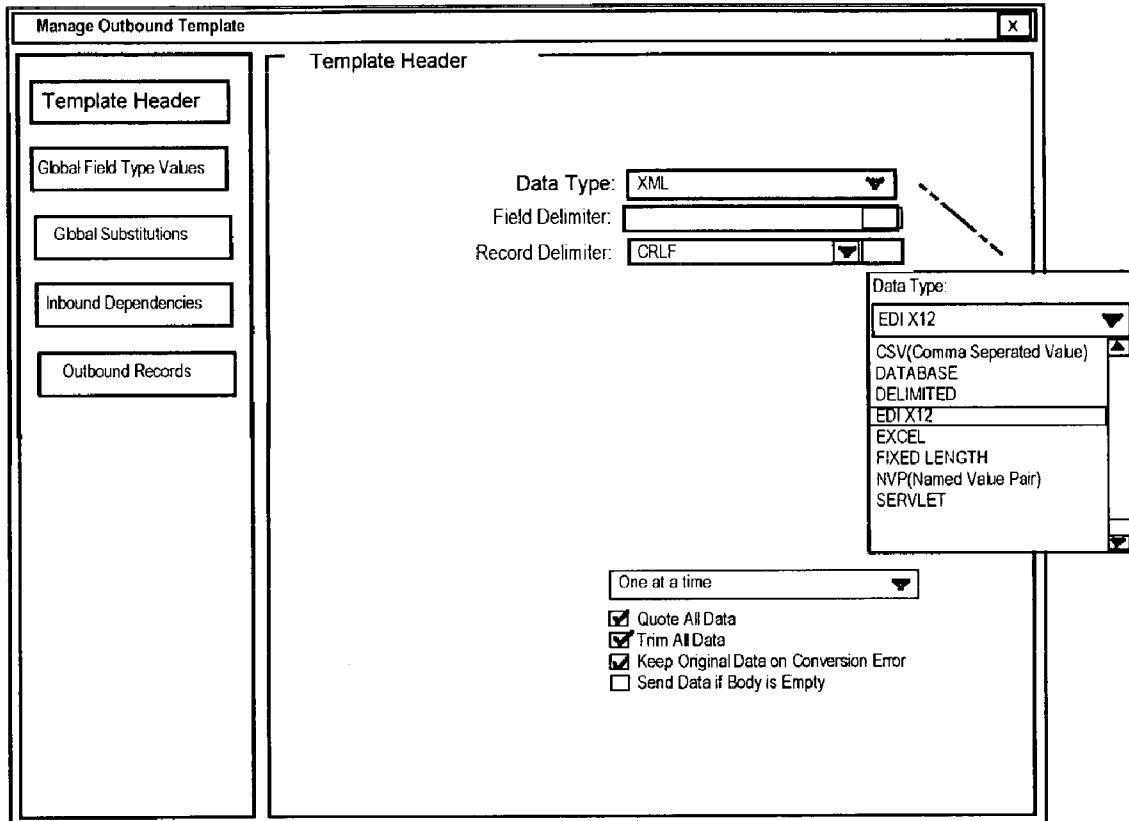 Manage Outbound Template
X
Template Header
Global Field Type Values
Global Substitutions
Inbound Dependencies
Outbound Records
Template Header
Data Type: XML
Field Delimiter:
Record Delimiter: CRLF
Data Type:
EDI X12
CSV(Comma Seperated Value)
DATABASE
DELIMITED
EDI X12
EXCEL
FIXED LENGTH
NVP(Named Value Pair)
SERVLET
One at a time
Quote All Data
Trim All Data
Keep Original Data on Conversion Error
Send Data if Body is Empty